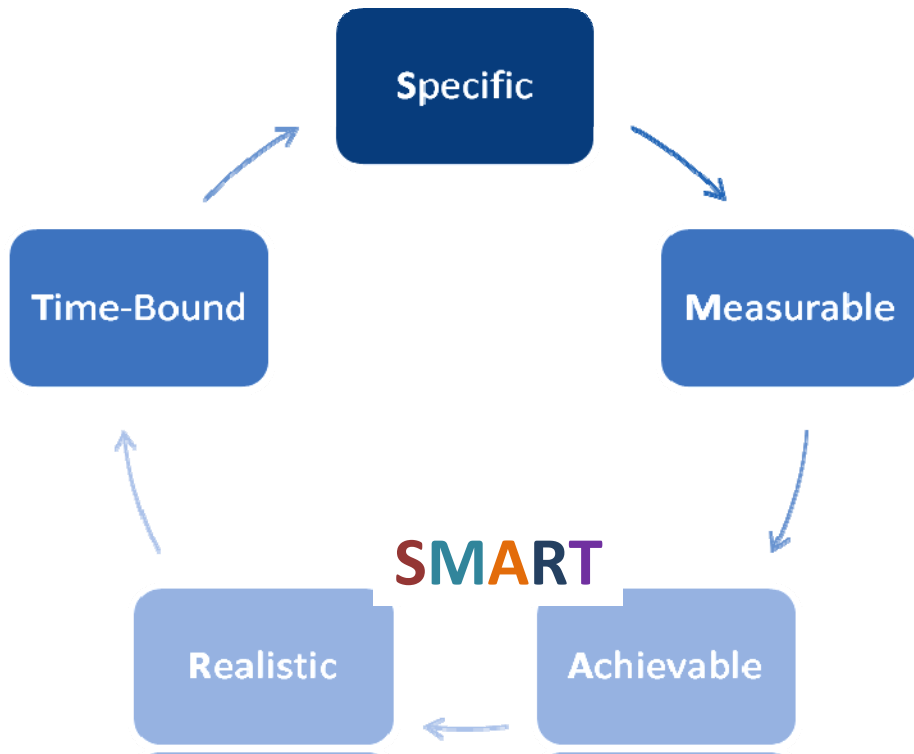 Specific
Time-Bound
Measurable
SMART
Realistic
Achievable